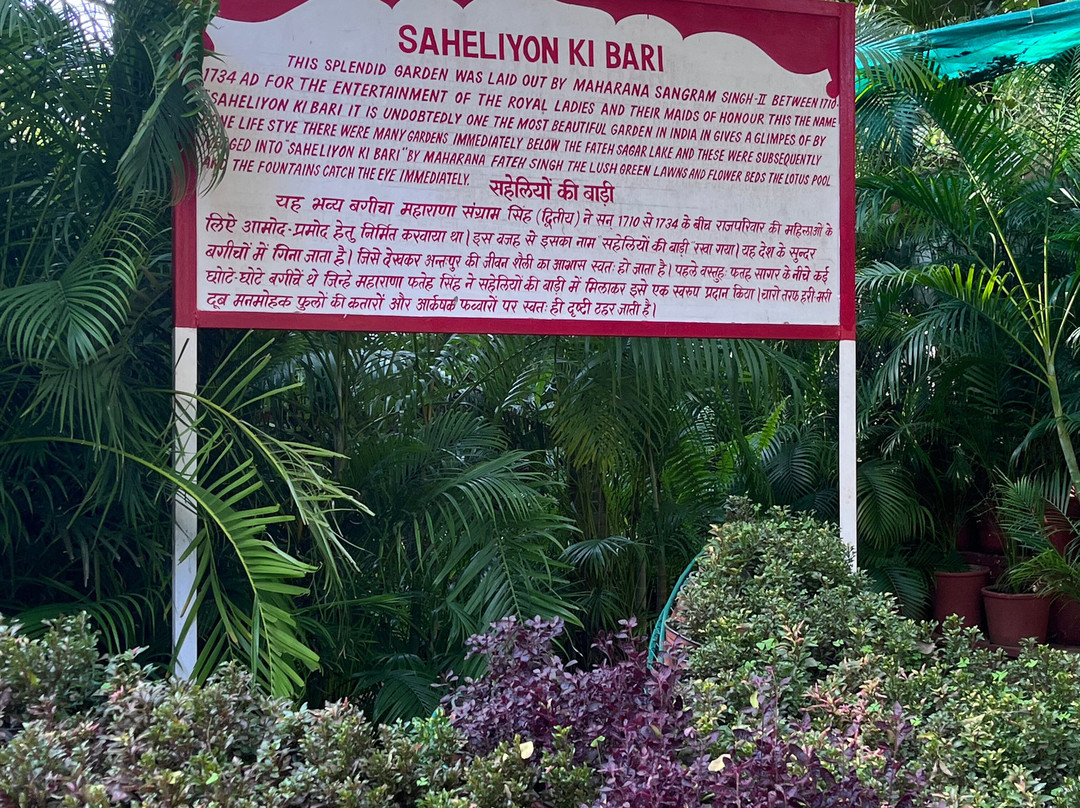 SAHELIYON KI BARI
THIS SPLENDID GARDEN WAS LAID OUT BY MAHARANA SANGRAM SINGH-II BETWEEN 1710-
1734 AD FOR THE ENTERTAINMENT OF THE ROYAL LADIES AND THEIR MAIDS OF HONOUR THIS THE NAME
"SAHELIYON KI BARI IT IS UNDOBTEDLY ONE THE MOST BEAUTIFUL GARDEN IN INDIA IN GIVES A GLIMPES OF BY
LIFE STYE THERE WERE MANY GARDENS IMMEDIATELY BELOW THE FATEH SAGAR LAKE AND THESE WERE SUBSEQUENTLY
INTO "SAHELIYON KI BARI" BY MAHARANA FATEH SINGH THE LUSH GREEN LAWNS AND FLOWER BEDS THE LOTUS POOL
THE FOUNTAINS CATCH THE EYE IMMEDIATELY.
सहेलियों की बाड़ी
यह भव्य बगीचा महाराणा संग्राम सिंह (द्वितीय) ने सन् 1710 से 1734 के बीच राजपरिवार की महिलाओं के
लिऐ आमोद-प्रमोद हेतु निर्मित करवाया था। इस वजह से इसका नाम सहेलियों की बाड़ी रखा गया। यह देश के सुन्दर
बगीचों में गिना जाता है। जिसे देखकर अन्तःपुर की जीवन शैली का आभास स्वतः हो जाता है। पहले वस्तुतः फतह सागर के नीचे कई
छोटे-छोटे बगीचें थे जिन्हे महाराणा फतेह सिंह ने सहेलियों की बाड़ी में मिलाकर इसे एक स्वरुप प्रदान किया। चारो तरफ हरी भरी
दूब मनमोहक फुलों की कतारों और आर्कषक फव्वारों पर स्वतः ही दृष्टी ठहर जाती है।